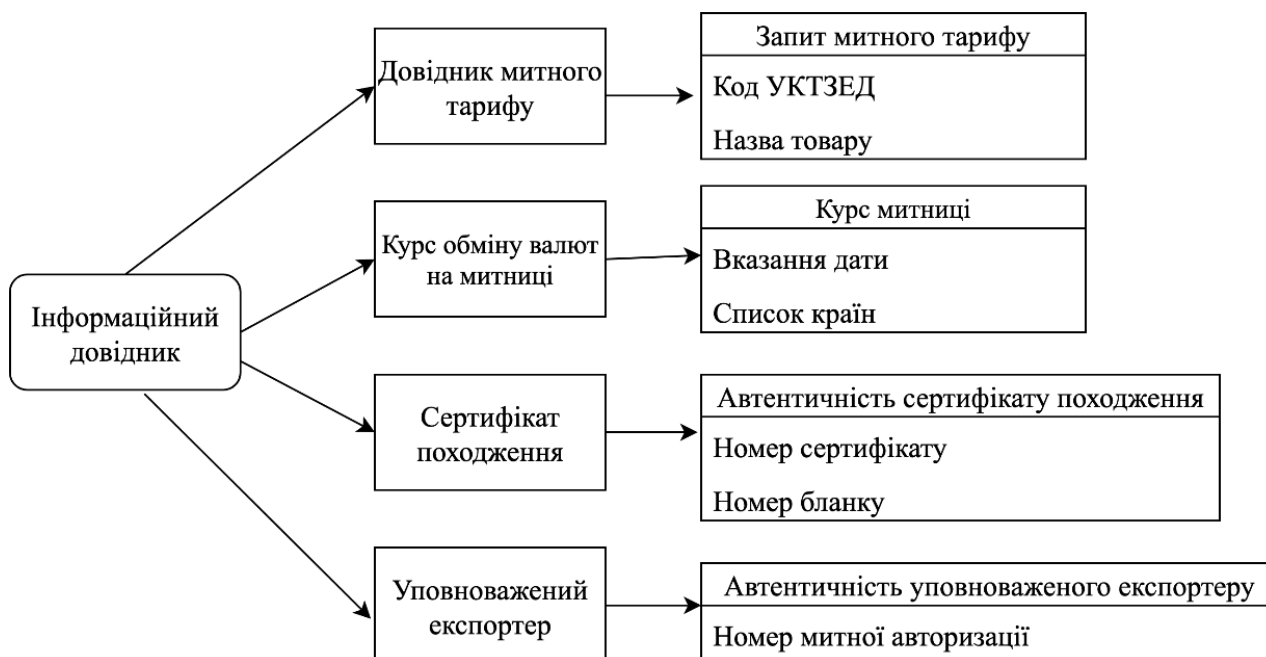 Інформаційний
довідник
Довідник митного
тарифу
Запит митного тарифу
Код УКТЗЕД
Назва товару
Курс обміну валют
на митниці
Курс митниці
Вказання дати
Список країн
Сертифікат
походження
Автентичність сертифікату походження
Номер сертифікату
Номер бланку
Уповноважений
експортер
Автентичність уповноваженого експортеру
Номер митної авторизації